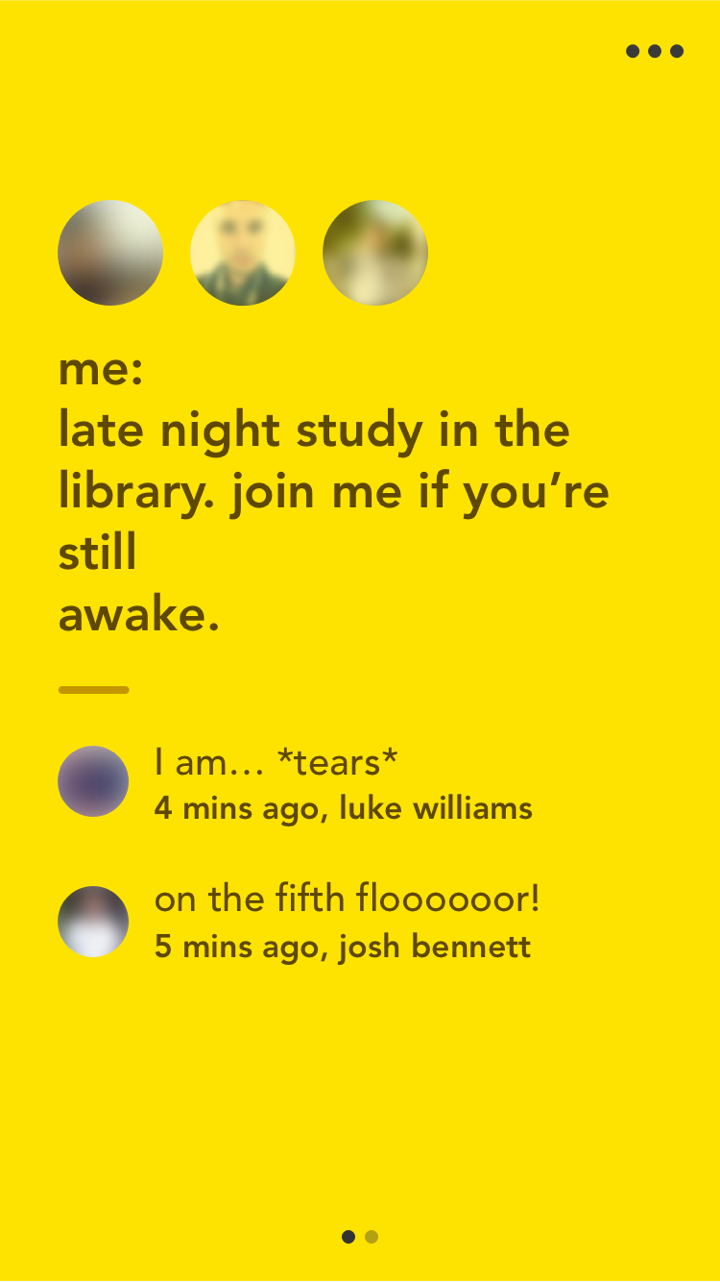 me:
late night study in the
library. join me if you’re
still
awake.
I am… *tears*
4 mins ago, luke williams
on the fifth floooooor!
5 mins ago, josh bennett